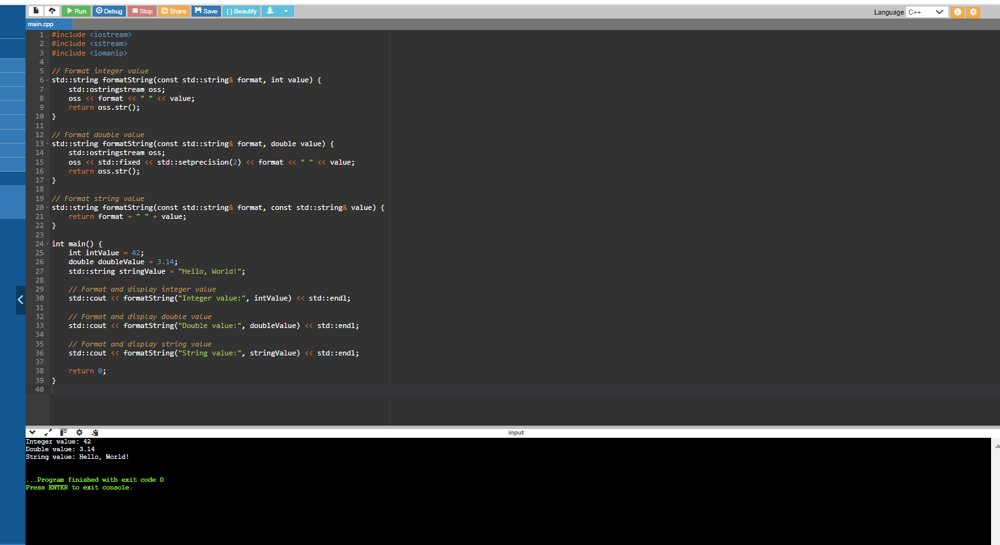 Run Debug Stop Share Save { } Beautify Language C++
main.cpp
1 #include <iostream>
2 #include <sstream>
3 #include <iomanip>
4
5 // Format integer value
6 std::string formatString(const std::string& format, int value) {
7 std::ostringstream oss;
8 oss << format << " " << value;
9 return oss.str();
10 }
11
12 // Format double value
13 std::string formatString(const std::string& format, double value) {
14 std::ostringstream oss;
15 oss << std::fixed << std::setprecision(2) << format << " " << value;
16 return oss.str();
17 }
18
19 // Format string value
20 std::string formatString(const std::string& format, const std::string& value) {
21 return format + " " + value;
22 }
23
24 int main() {
25 int intValue = 42;
26 double doubleValue = 3.14;
27 std::string stringValue = "Hello, World!";
28
29 // Format and display integer value
30 std::cout << formatString("Integer value:", intValue) << std::endl;
31
32 // Format and display double value
33 std::cout << formatString("Double value:", doubleValue) << std::endl;
34
35 // Format and display string value
36 std::cout << formatString("String value:", stringValue) << std::endl;
37
38 return 0;
39 }
40
input
Integer value: 42
Double value: 3.14
String value: Hello, World!
...Program finished with exit code 0
Press ENTER to exit console.